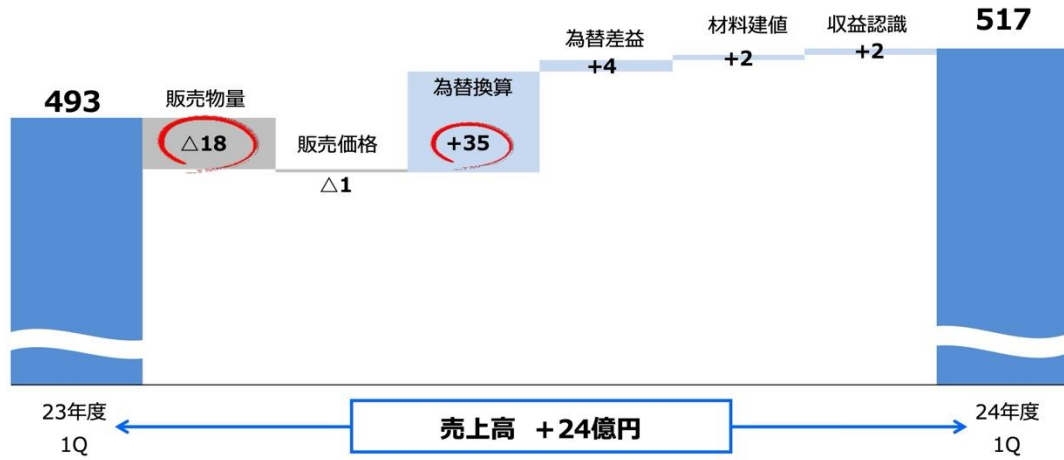 493
販売物量
△18
販売価格
△1
為替換算
+35
為替差益
+4
材料建値
+2
収益認識
+2
517
23年度
1Q
売上高 +24億円
24年度
1Q